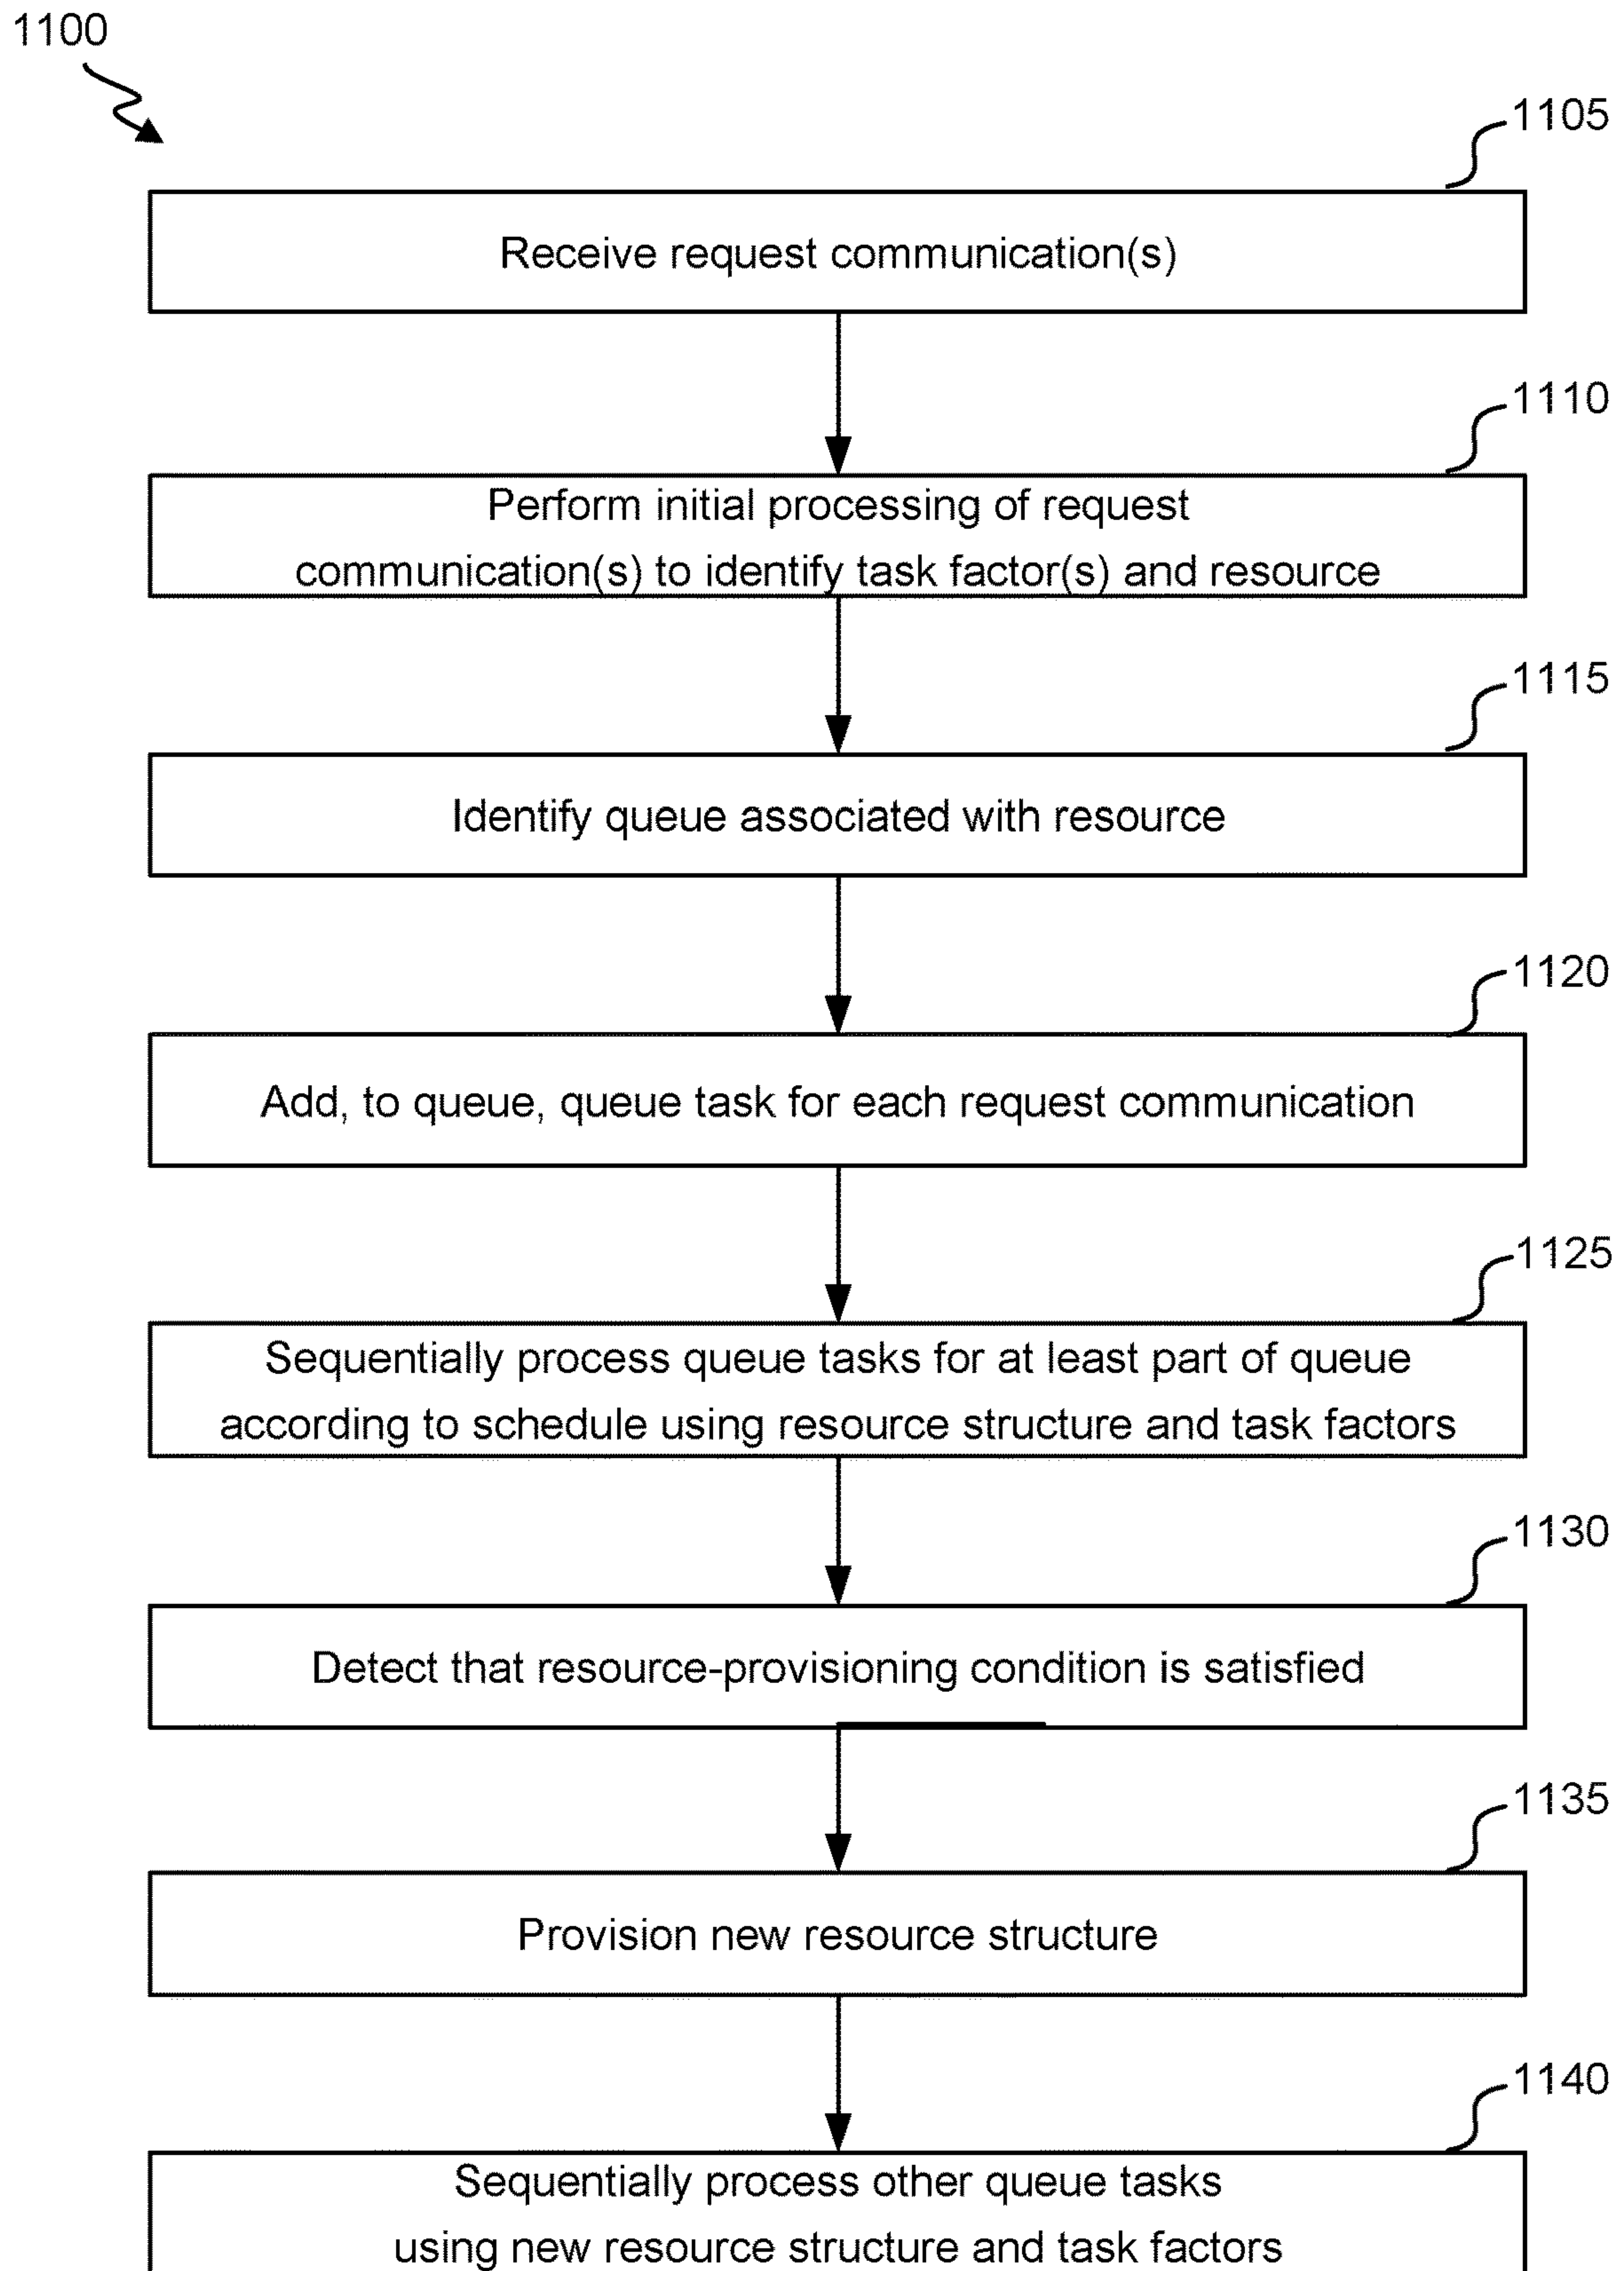 1100
1105
Receive request communication(s)
1110
Perform initial processing of request
communication(s) to identify task factor(s) and resource
1115
Identify queue associated with resource
1120
Add, to queue, queue task for each request communication
1125
Sequentially process queue tasks for at least part of queue
according to schedule using resource structure and task factors
1130
Detect that resource-provisioning condition is satisfied
1135
Provision new resource structure
1140
Sequentially process other queue tasks
using new resource structure and task factors